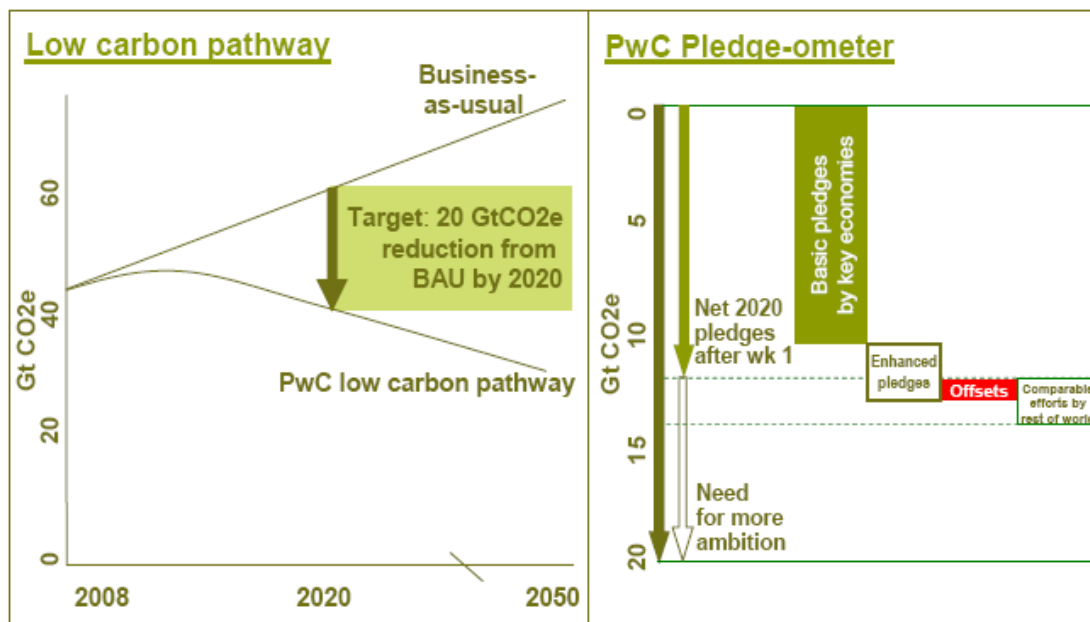 Low carbon pathway
Business-
as-usual
60
Target: 20 GtCO2e
reduction from
BAU by 2020
40
Gt CO2e
PwC low carbon pathway
20
0
2008
2020
2050
PwC Pledge-ometer
0
5
Basic pledges
by key economies
10
Gt CO2e
Net 2020
pledges
after wk 1
Enhanced
pledges
Offsets
Comparable
efforts by
rest of world
15
Need
for more
ambition
20